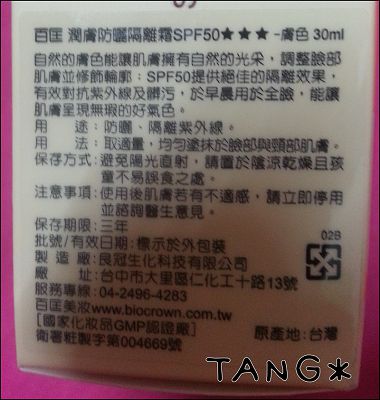 の
百匡 潤膚防曬隔離霜SPF50★★★-膚色 30ml
自然的膚色能讓肌膚擁有自然的光采，調整臉部
肌膚並修飾輪廓：SPF50提供絕佳的隔離效果，
有效對抗紫外線及髒污，於早晨用於全臉，能讓
肌膚呈現無瑕的好氣色。
用　　途：防曬、隔離紫外線。
用　　法：取適量，均勻塗抹於臉部與頸部肌膚。
保存方式：避免陽光直射，請置於陰涼乾燥且孩
童不易誤食之處。
注意事項：使用後肌膚若有不適感，請立即停用
並諮詢醫生意見。
保存期限：三年
批號/有效日期：標示於外包裝
製 造 廠：良冠生化科技有限公司
廠　　址：台中市大里區仁化工十路13號
服務專線：04-2496-4283
百匡美妝 www.biocrown.com.tw
[國家化妝品GMP認證廠]
衛署粧製字第004669號
02B
原產地：台灣
TANG*